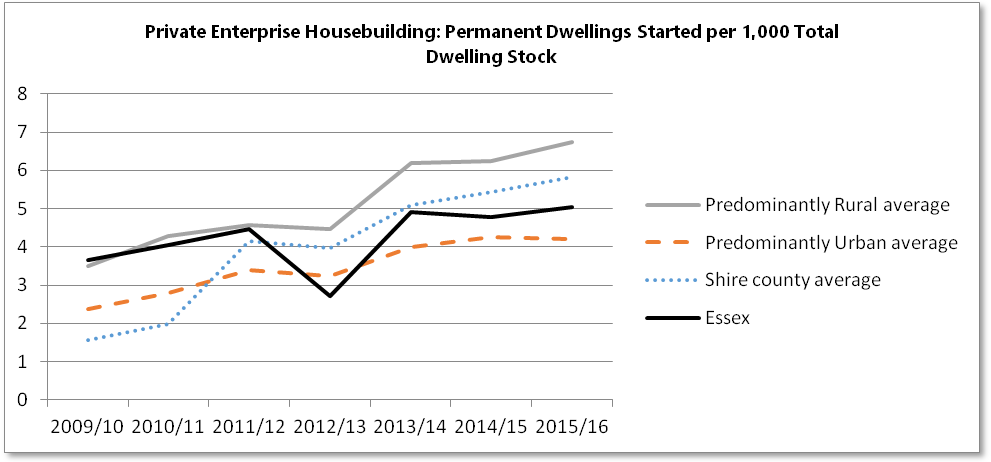 Private Enterprise Housebuilding: Permanent Dwellings Started per 1,000 Total
Dwelling Stock
8
7
6
5
4
3
2
1
0
2009/10 2010/11 2011/12 2012/13 2013/14 2014/15 2015/16
Predominantly Rural average
Predominantly Urban average
Shire county average
Essex